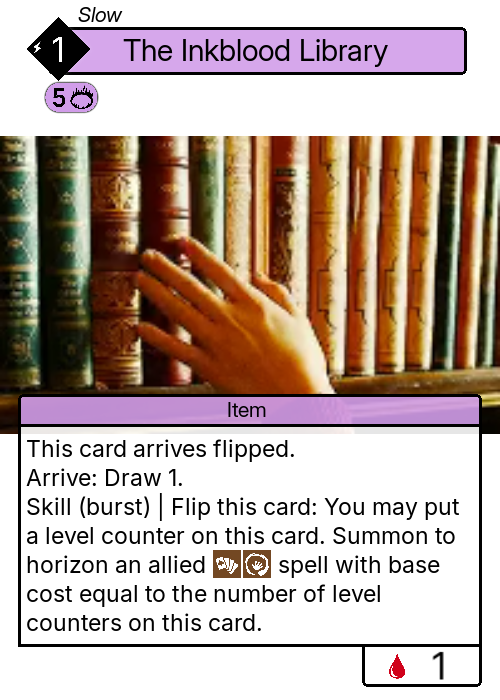 Slow
1 The Inkblood Library
5
Item
This card arrives flipped.
Arrive: Draw 1.
Skill (burst) | Flip this card: You may put
a level counter on this card. Summon to
horizon an allied spell with base
cost equal to the number of level
counters on this card.
1